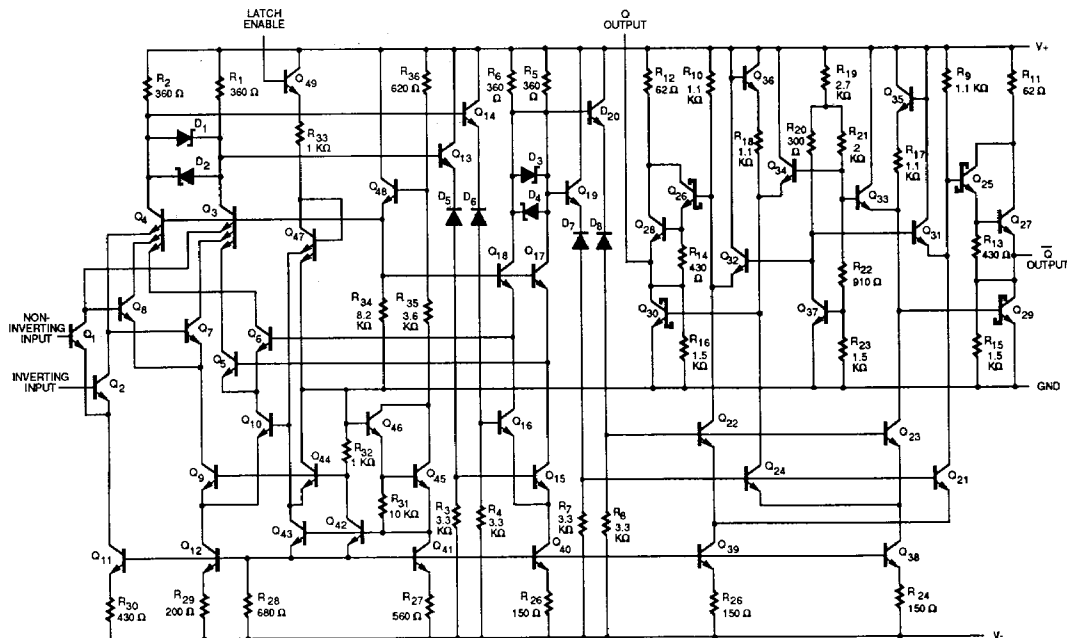 LATCH
ENABLE
Q
OUTPUT
V+
R2
360 Ω
R1
360 Ω
Q49
R36
620 Ω
R6
360
Ω
R5
360
Ω
R12
62 Ω
R10
1.1
KΩ
Q36
R19
2.7
KΩ
Q35
R9
1.1 KΩ
R11
62 Ω
Q14
D20
D1
D2
R33
1 KΩ
Q13
D3
D4
Q19
R18
1.1
KΩ
R20
300
Ω
R21
2
KΩ
R17
1.1
KΩ
Q34
Q25
Q4
Q3
Q48
D5
D6
D7
D8
Q26
Q33
Q47
Q28
Q27
Q18
Q17
R14
430
Ω
Q32
Q31
R13
430 Ω
Q
OUTPUT
Q8
Q7
R34
8.2
KΩ
R35
3.6
KΩ
R22
910 Ω
NON-
INVERTING
INPUT
Q1
Q6
Q30
Q37
Q29
Q5
R16
1.5
KΩ
R23
1.5
KΩ
R15
1.5
KΩ
INVERTING
INPUT
Q2
GND
Q10
Q46
Q16
Q22
Q23
R32
1 KΩ
Q44
Q9
Q45
Q15
Q24
Q21
R31
10 KΩ
R3
3.3
KΩ
R4
3.3
KΩ
R7
3.3
KΩ
R8
3.3
KΩ
Q43
Q42
Q11
Q12
Q41
Q40
Q39
Q38
R30
430 Ω
R29
200 Ω
R28
680 Ω
R27
560 Ω
R26
150 Ω
R26
150 Ω
R24
150 Ω
V-